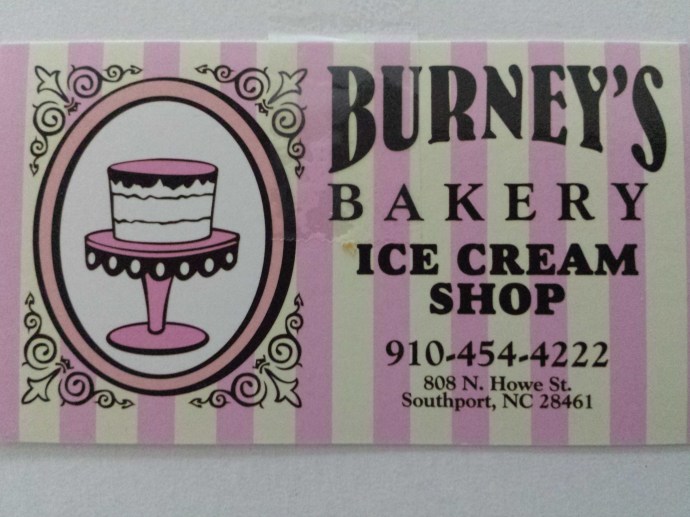 BURNEY'S
BAKERY
ICE CREAM
SHOP
910-454-4222
808 N. Howe St.
Southport, NC 28461